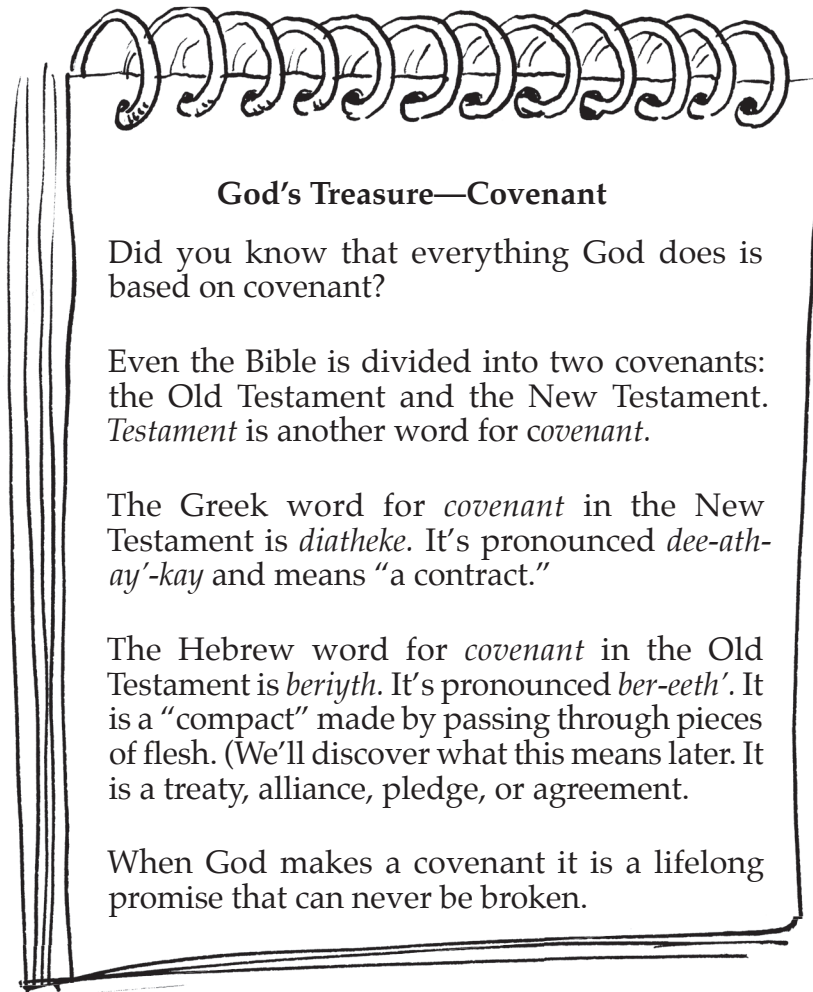 God's Treasure—Covenant
Did you know that everything God does is
based on covenant?
Even the Bible is divided into two covenants:
the Old Testament and the New Testament.
Testament is another word for covenant.
The Greek word for covenant in the New
Testament is diatheke. It's pronounced dee-ath-
ay'-kay and means “a contract.”
The Hebrew word for covenant in the Old
Testament is beriyth. It's pronounced ber-eeth'. It
is a “compact” made by passing through pieces
of flesh. (We'll discover what this means later. It
is a treaty, alliance, pledge, or agreement.
When God makes a covenant it is a lifelong
promise that can never be broken.